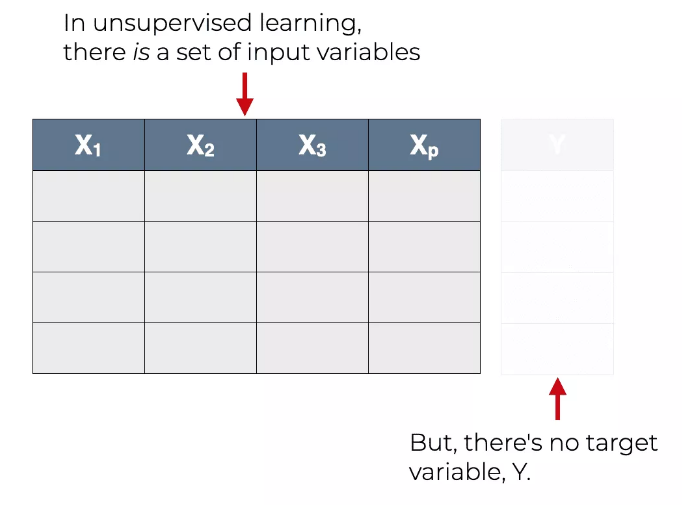 In unsupervised learning,
there is a set of input variables
X₁ X₂ X₃ Xₚ Y
But, there's no target
variable, Y.